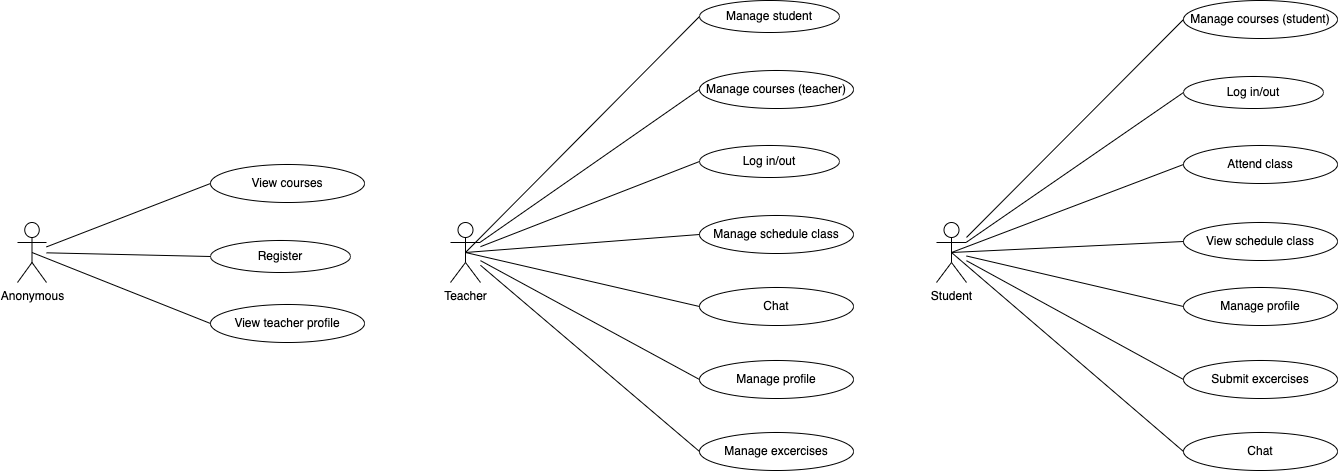 View courses
Register
View teacher profile
Anonymous
Manage student
Manage courses (teacher)
Log in/out
Manage schedule class
Chat
Manage profile
Manage excercises
Teacher
Manage courses (student)
Log in/out
Attend class
View schedule class
Manage profile
Submit excercises
Chat
Student